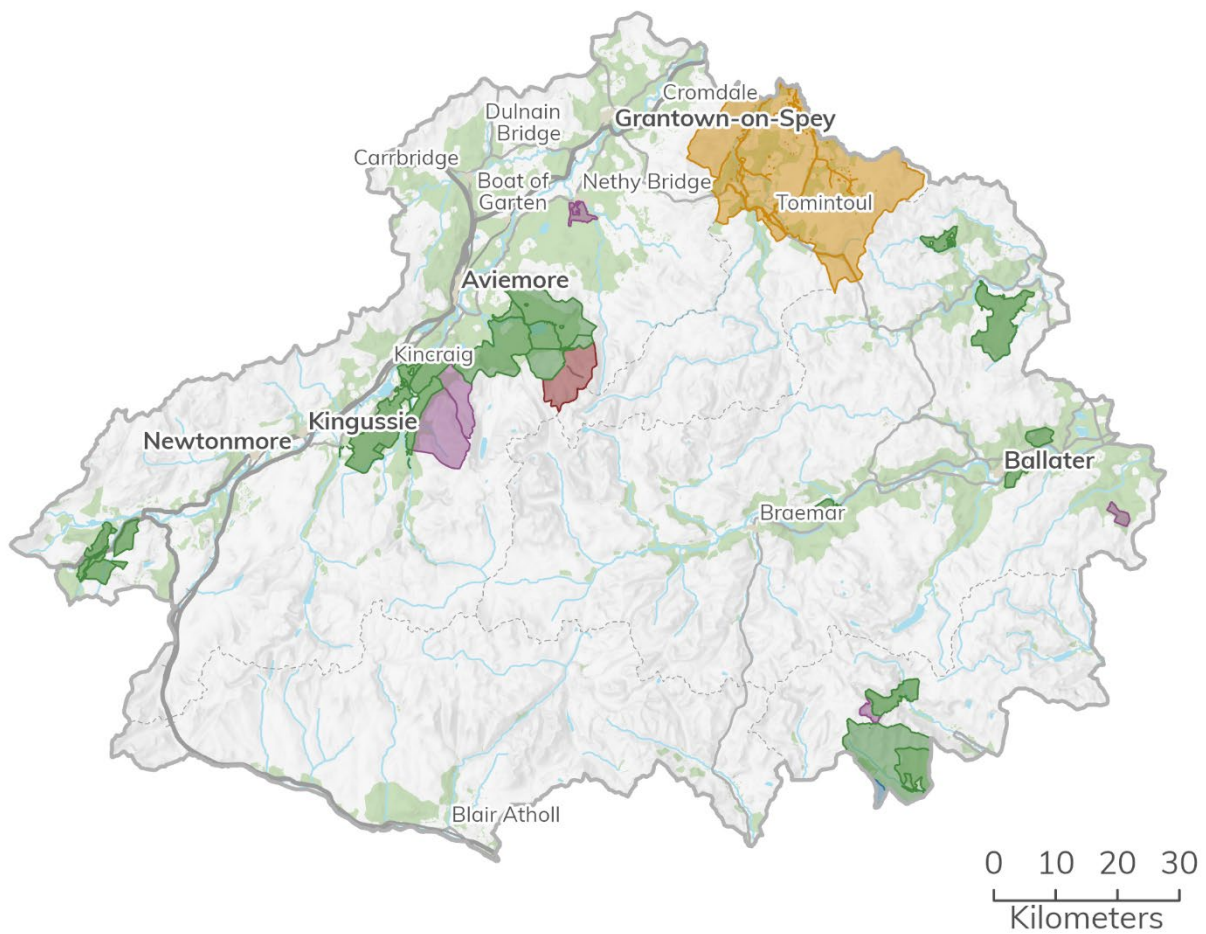 Cromdale
Grantown-on-Spey
Dulnain
Bridge
Carrbridge
Boat of
Garten
Nethy Bridge
Tomintoul
Aviemore
Kincraig
Kingussie
Newtonmore
Ballater
Braemar
Blair Atholl
0 10 20 30
Kilometers